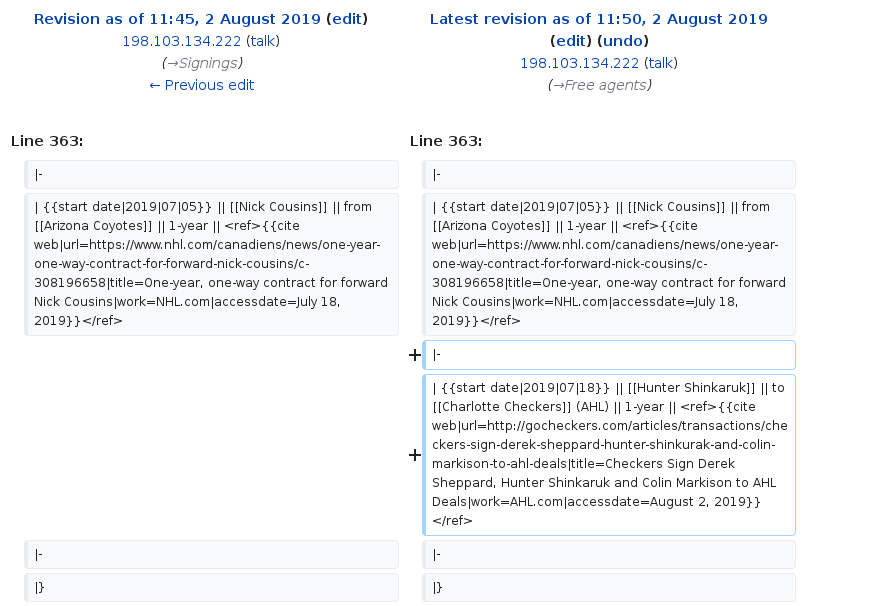 Revision as of 11:45, 2 August 2019 (edit)
198.103.134.222 (talk)
(→Signings)
← Previous edit
Latest revision as of 11:50, 2 August 2019
(edit) (undo)
198.103.134.222 (talk)
(→Free agents)
Line 363:
Line 363:
|-
|-
| {{start date|2019|07|05}} || [[Nick Cousins]] || from
[[Arizona Coyotes]] || 1-year || <ref>{{cite
web|url=https://www.nhl.com/canadiens/news/one-year-
one-way-contract-for-forward-nick-cousins/c-
308196658|title=One-year, one-way contract for forward
Nick Cousins|work=NHL.com|accessdate=July 18,
2019}}</ref>
| {{start date|2019|07|05}} || [[Nick Cousins]] || from
[[Arizona Coyotes]] || 1-year || <ref>{{cite
web|url=https://www.nhl.com/canadiens/news/one-year-
one-way-contract-for-forward-nick-cousins/c-
308196658|title=One-year, one-way contract for forward
Nick Cousins|work=NHL.com|accessdate=July 18,
2019}}</ref>
+ |-
+ | {{start date|2019|07|18}} || [[Hunter Shinkaruk]] || to
[[Charlotte Checkers]] (AHL) || 1-year || <ref>{{cite
web|url=http://gocheckers.com/articles/transactions/che
ckers-sign-derek-sheppard-hunter-shinkurak-and-colin-
markison-to-ahl-deals|title=Checkers Sign Derek
Sheppard, Hunter Shinkaruk and Colin Markison to AHL
Deals|work=AHL.com|accessdate=August 2, 2019}}
</ref>
|-
|-
|}
|}